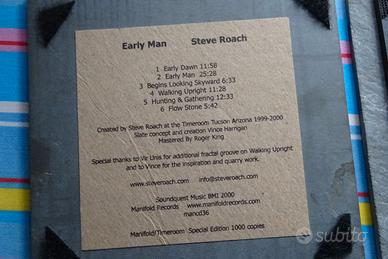 Early Man Steve Roach
1 Early Dawn 11:58
2 Early Man 25:28
3 Begins Looking Skyward 6:33
4 Walking Upright 11:28
5 Hunting & Gathering 12:33
6 Flow Stone 5:42
Created by Steve Roach at the Timeroom Tucson Arizona 1999-2000
Slate concept and creation Vince Harrigan
Mastered By Roger King
Special thanks to Vir Unis for additional fractal groove on Walking Upright
and to Vince for the inspiration and quarry work.
www.steveroach.com info@steveroach.com
Soundquest Music BMI 2000
Manifold Records www.manifoldrecords.com
mancd36
Manifold/Timeroom Special Edition 1000 copies
subito